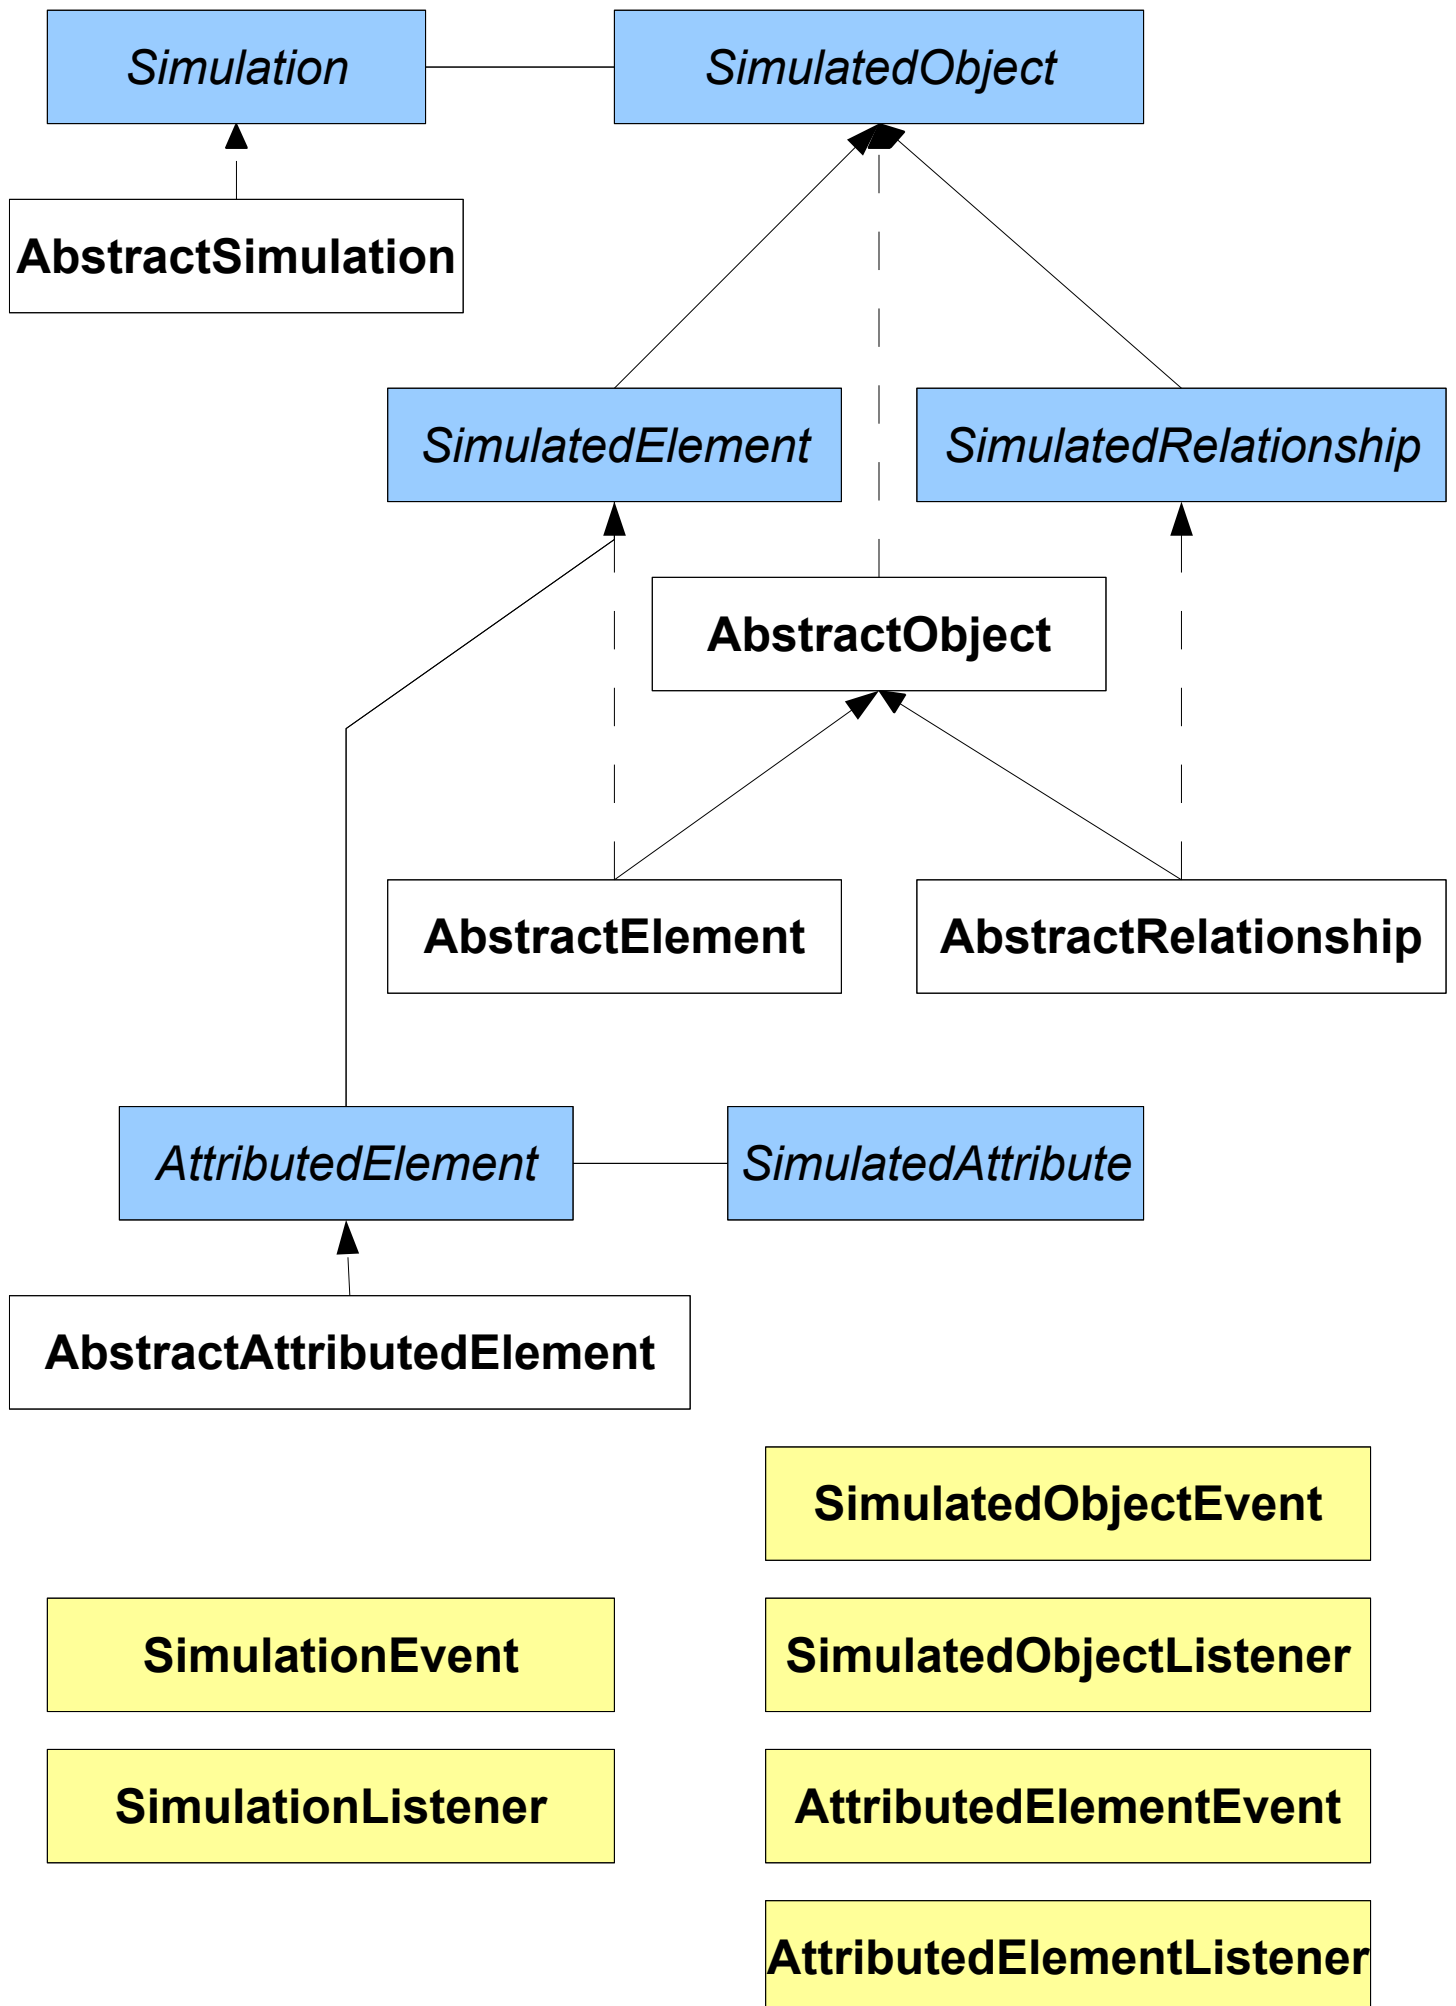 Simulation
SimulatedObject
AbstractSimulation
SimulatedElement
SimulatedRelationship
AbstractObject
AbstractElement
AbstractRelationship
AttributedElement
SimulatedAttribute
AbstractAttributedElement
SimulatedObjectEvent
SimulationEvent
SimulatedObjectListener
SimulationListener
AttributedElementEvent
AttributedElementListener